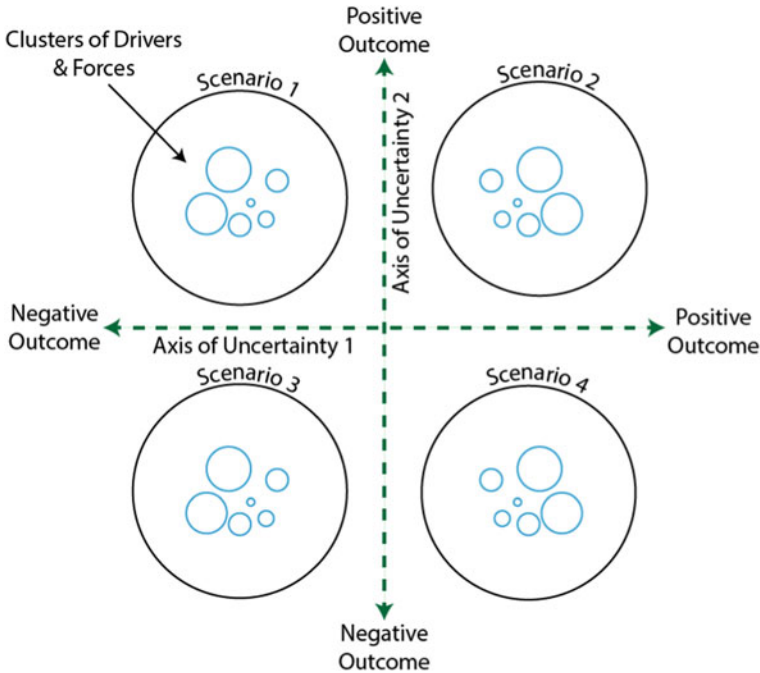 Positive
Outcome
Clusters of Drivers
& Forces
Scenario 1
Scenario 2
Axis of Uncertainty 2
Negative
Outcome
Axis of Uncertainty 1
Positive
Outcome
Scenario 3
Scenario 4
Negative
Outcome